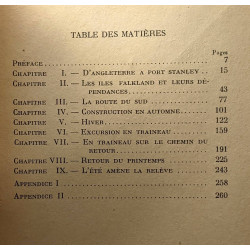 TABLE DES MATIÈRES
Pages
PRÉFACE 7
CHAPITRE I. — D'ANGLETERRE A FORT STANLEY .. 15
CHAPITRE II. — LES ILES FALKLAND ET LEURS DÉ-
PENDANCES 43
CHAPITRE III. — LA ROUTE DU SUD 77
CHAPITRE IV. — CONSTRUCTION EN AUTOMNE 101
CHAPITRE V. — HIVER 122
CHAPITRE VI. — EXCURSION EN TRAINEAU 159
CHAPITRE VII. — EN TRAINEAU SUR LE CHEMIN DU
RETOUR 191
CHAPITRE VIII. — RETOUR DU PRINTEMPS 225
CHAPITRE IX. — L'ÉTÉ AMÈNE LA RELÈVE 243
APPENDICE I 258
APPENDICE II 260